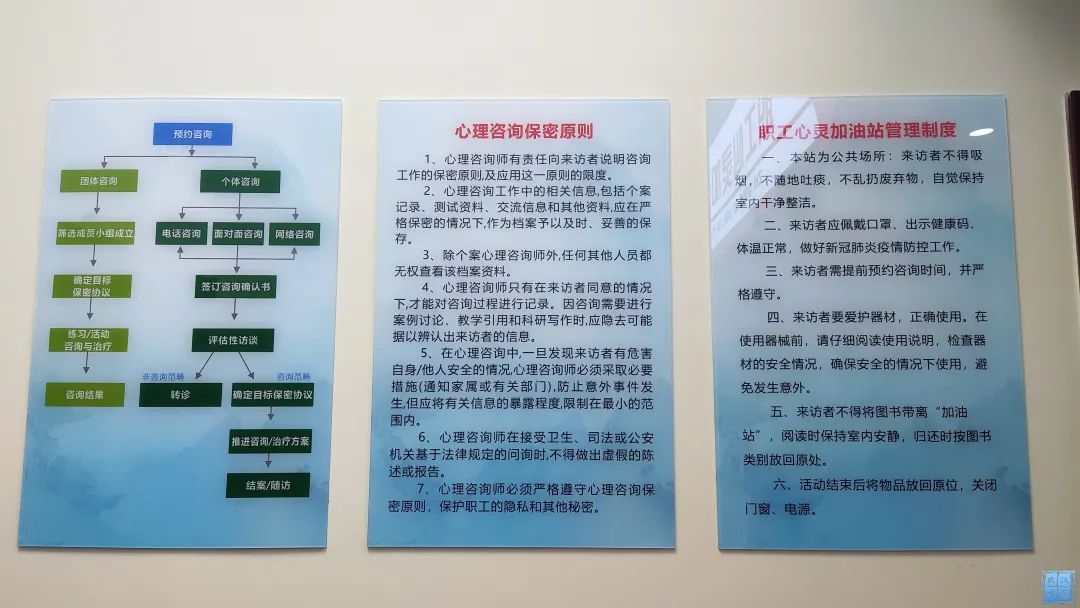 预约咨询
团体咨询
个体咨询
筛选成员小组成立
电话咨询
面对面咨询
网络咨询
确定目标
保密协议
签订咨询确认书
练习/活动
咨询与治疗
评估性访谈
非咨询范畴
咨询范畴
咨询结果
转诊
确定目标保密协议
推进咨询/治疗方案
结案/随访
心理咨询保密原则
1、心理咨询师有责任向来访者说明咨询
工作的保密原则,及应用这一原则的限度。
2、心理咨询工作中的相关信息,包括个案
记录、测试资料、交流信息和其他资料,应在严
格保密的情况下,作为档案予以及时、妥善的保
存。
3、除个案心理咨询师外,任何其他人员都
无权查看该档案资料。
4、心理咨询师只有在来访者同意的情况
下,才能对咨询过程进行记录。因咨询需要进行
案例讨论、教学引用和科研写作时,应隐去可能
据以辨认出来访者的信息。
5、在心理咨询中,一旦发现来访者有危害
自身/他人安全的情况,心理咨询师必须采取必要
措施(通知家属或有关部门),防止意外事件发
生,但应将有关信息的暴露程度,限制在最小的范
围内。
6、心理咨询师在接受卫生、司法或公安
机关基于法律规定的问询时,不得做出虚假的陈
述或报告。
7、心理咨询师必须严格遵守心理咨询保
密原则，保护职工的隐私和其他秘密。
职工心灵加油站管理制度
一、本站为公共场所：来访者不得吸
烟，不随地吐痰，不乱扔废弃物，自觉保持
室内干净整洁。
二、来访者应佩戴口罩、出示健康码、
体温正常，做好新冠肺炎疫情防控工作。
三、来访者需提前预约咨询时间，并严
格遵守。
四、来访者要爱护器材，正确使用。在
使用器械前，请仔细阅读使用说明，检查器
材的安全情况，确保安全的情况下使用，避
免发生意外。
五、来访者不得将图书带离“加油
站”，阅读时保持室内安静，归还时按图书
类别放回原处。
六、活动结束后将物品放回原位，关闭
门窗、电源。